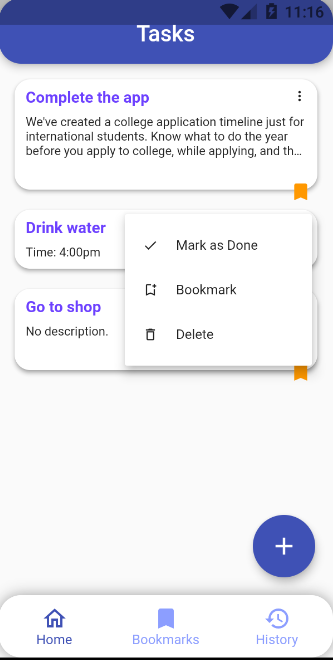 11:16
Tasks
Complete the app
We've created a college application timeline just for
international students. Know what to do the year
before you apply to college, while applying, and th...
Drink water
Time: 4:00pm
Mark as Done
Bookmark
Delete
Go to shop
No description.
Home
Bookmarks
History